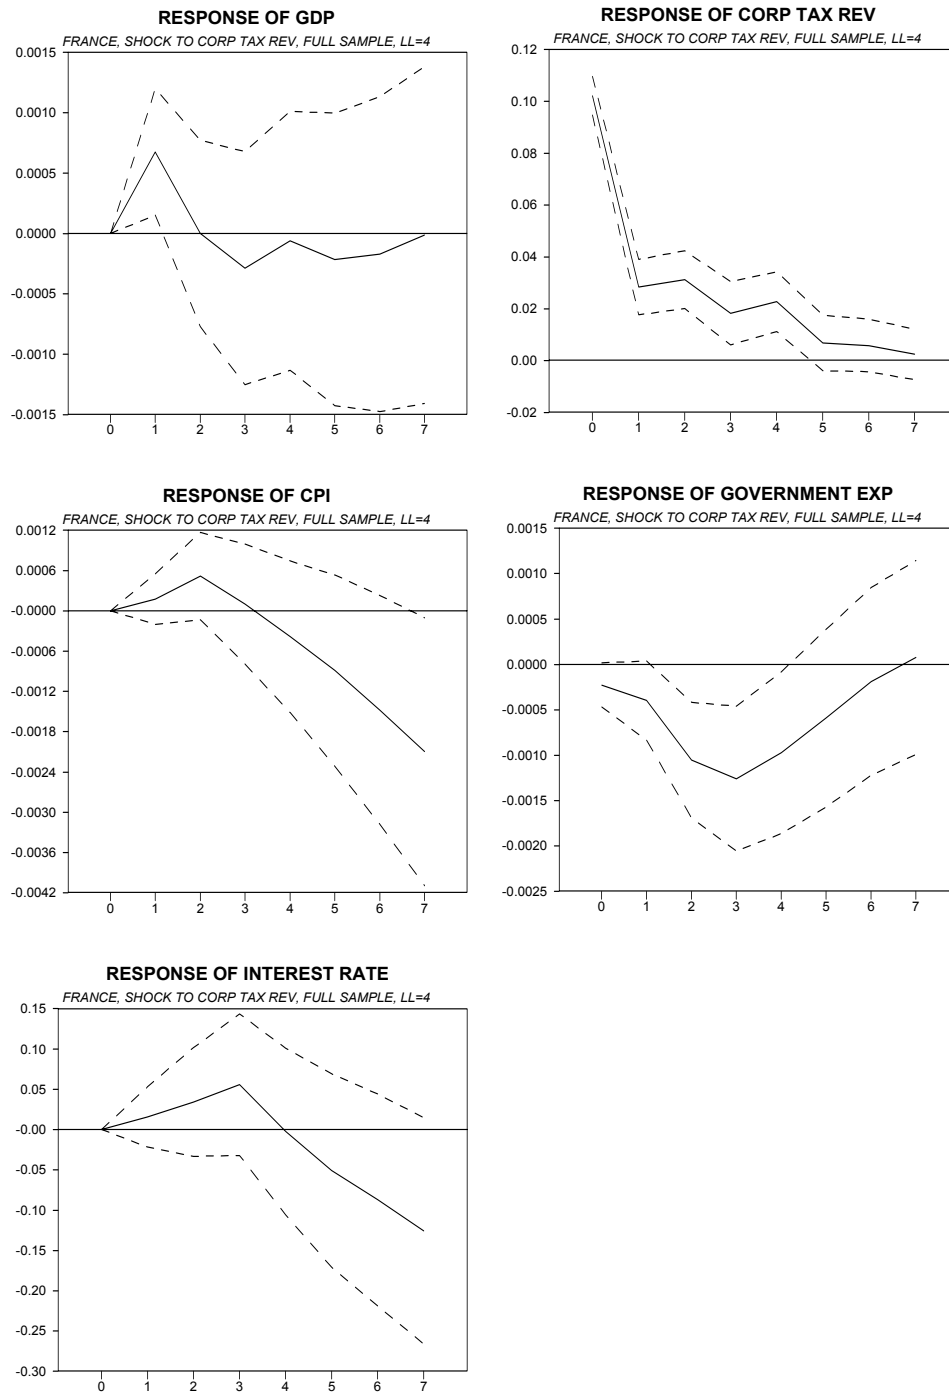 RESPONSE OF GDP
FRANCE, SHOCK TO CORP TAX REV, FULL SAMPLE, LL=4
0.0015
0.0010
0.0005
0.0000
-0.0005
-0.0010
-0.0015
0 1 2 3 4 5 6 7
RESPONSE OF CORP TAX REV
FRANCE, SHOCK TO CORP TAX REV, FULL SAMPLE, LL=4
0.12
0.10
0.08
0.06
0.04
0.02
0.00
-0.02
0 1 2 3 4 5 6 7
RESPONSE OF CPI
FRANCE, SHOCK TO CORP TAX REV, FULL SAMPLE, LL=4
0.0012
0.0006
-0.0000
-0.0006
-0.0012
-0.0018
-0.0024
-0.0030
-0.0036
-0.0042
0 1 2 3 4 5 6 7
RESPONSE OF GOVERNMENT EXP
FRANCE, SHOCK TO CORP TAX REV, FULL SAMPLE, LL=4
0.0015
0.0010
0.0005
0.0000
-0.0005
-0.0010
-0.0015
-0.0020
-0.0025
0 1 2 3 4 5 6 7
RESPONSE OF INTEREST RATE
FRANCE, SHOCK TO CORP TAX REV, FULL SAMPLE, LL=4
0.15
0.10
0.05
-0.00
-0.05
-0.10
-0.15
-0.20
-0.25
-0.30
0 1 2 3 4 5 6 7